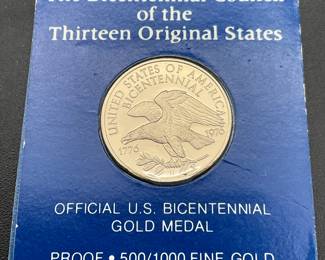 The Bicentennial Council
of the
Thirteen Original States
UNITED STATES OF AMERICA
BICENTENNIAL
1776
1976
OFFICIAL U.S. BICENTENNIAL
GOLD MEDAL
PROOF • 500/1000 FINE GOLD